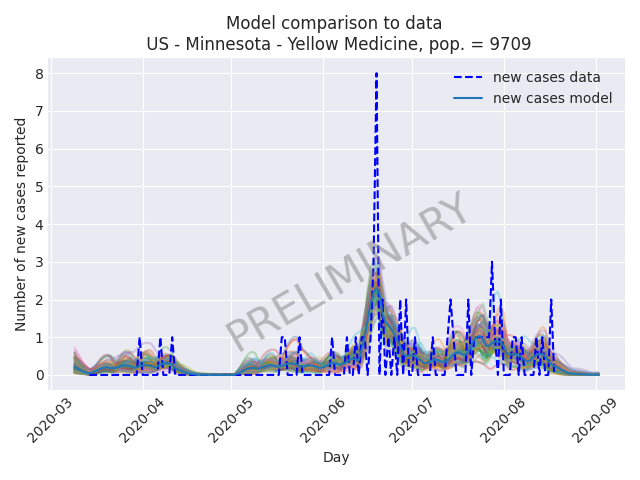 Model comparison to data
US - Minnesota - Yellow Medicine, pop. = 9709
new cases data
new cases model
Number of new cases reported
8
7
6
5
4
3
2
1
0
PRELIMINARY
2020-03
2020-04
2020-05
2020-06
2020-07
2020-08
2020-09
Day